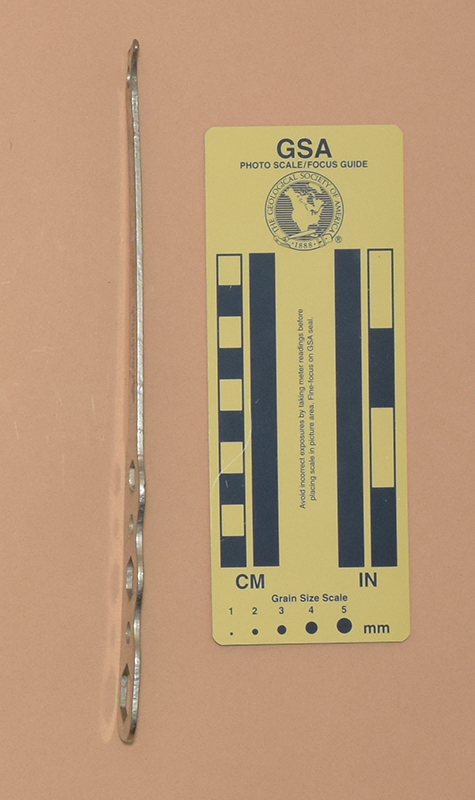 GSA
PHOTO SCALE/FOCUS GUIDE
THE GEOLOGICAL SOCIETY OF AMERICA
• 1888 •
®
Avoid incorrect exposures by taking meter readings before
placing scale in picture area. Fine-focus on GSA seal.
CM IN
Grain Size Scale
1 2 3 4 5
mm